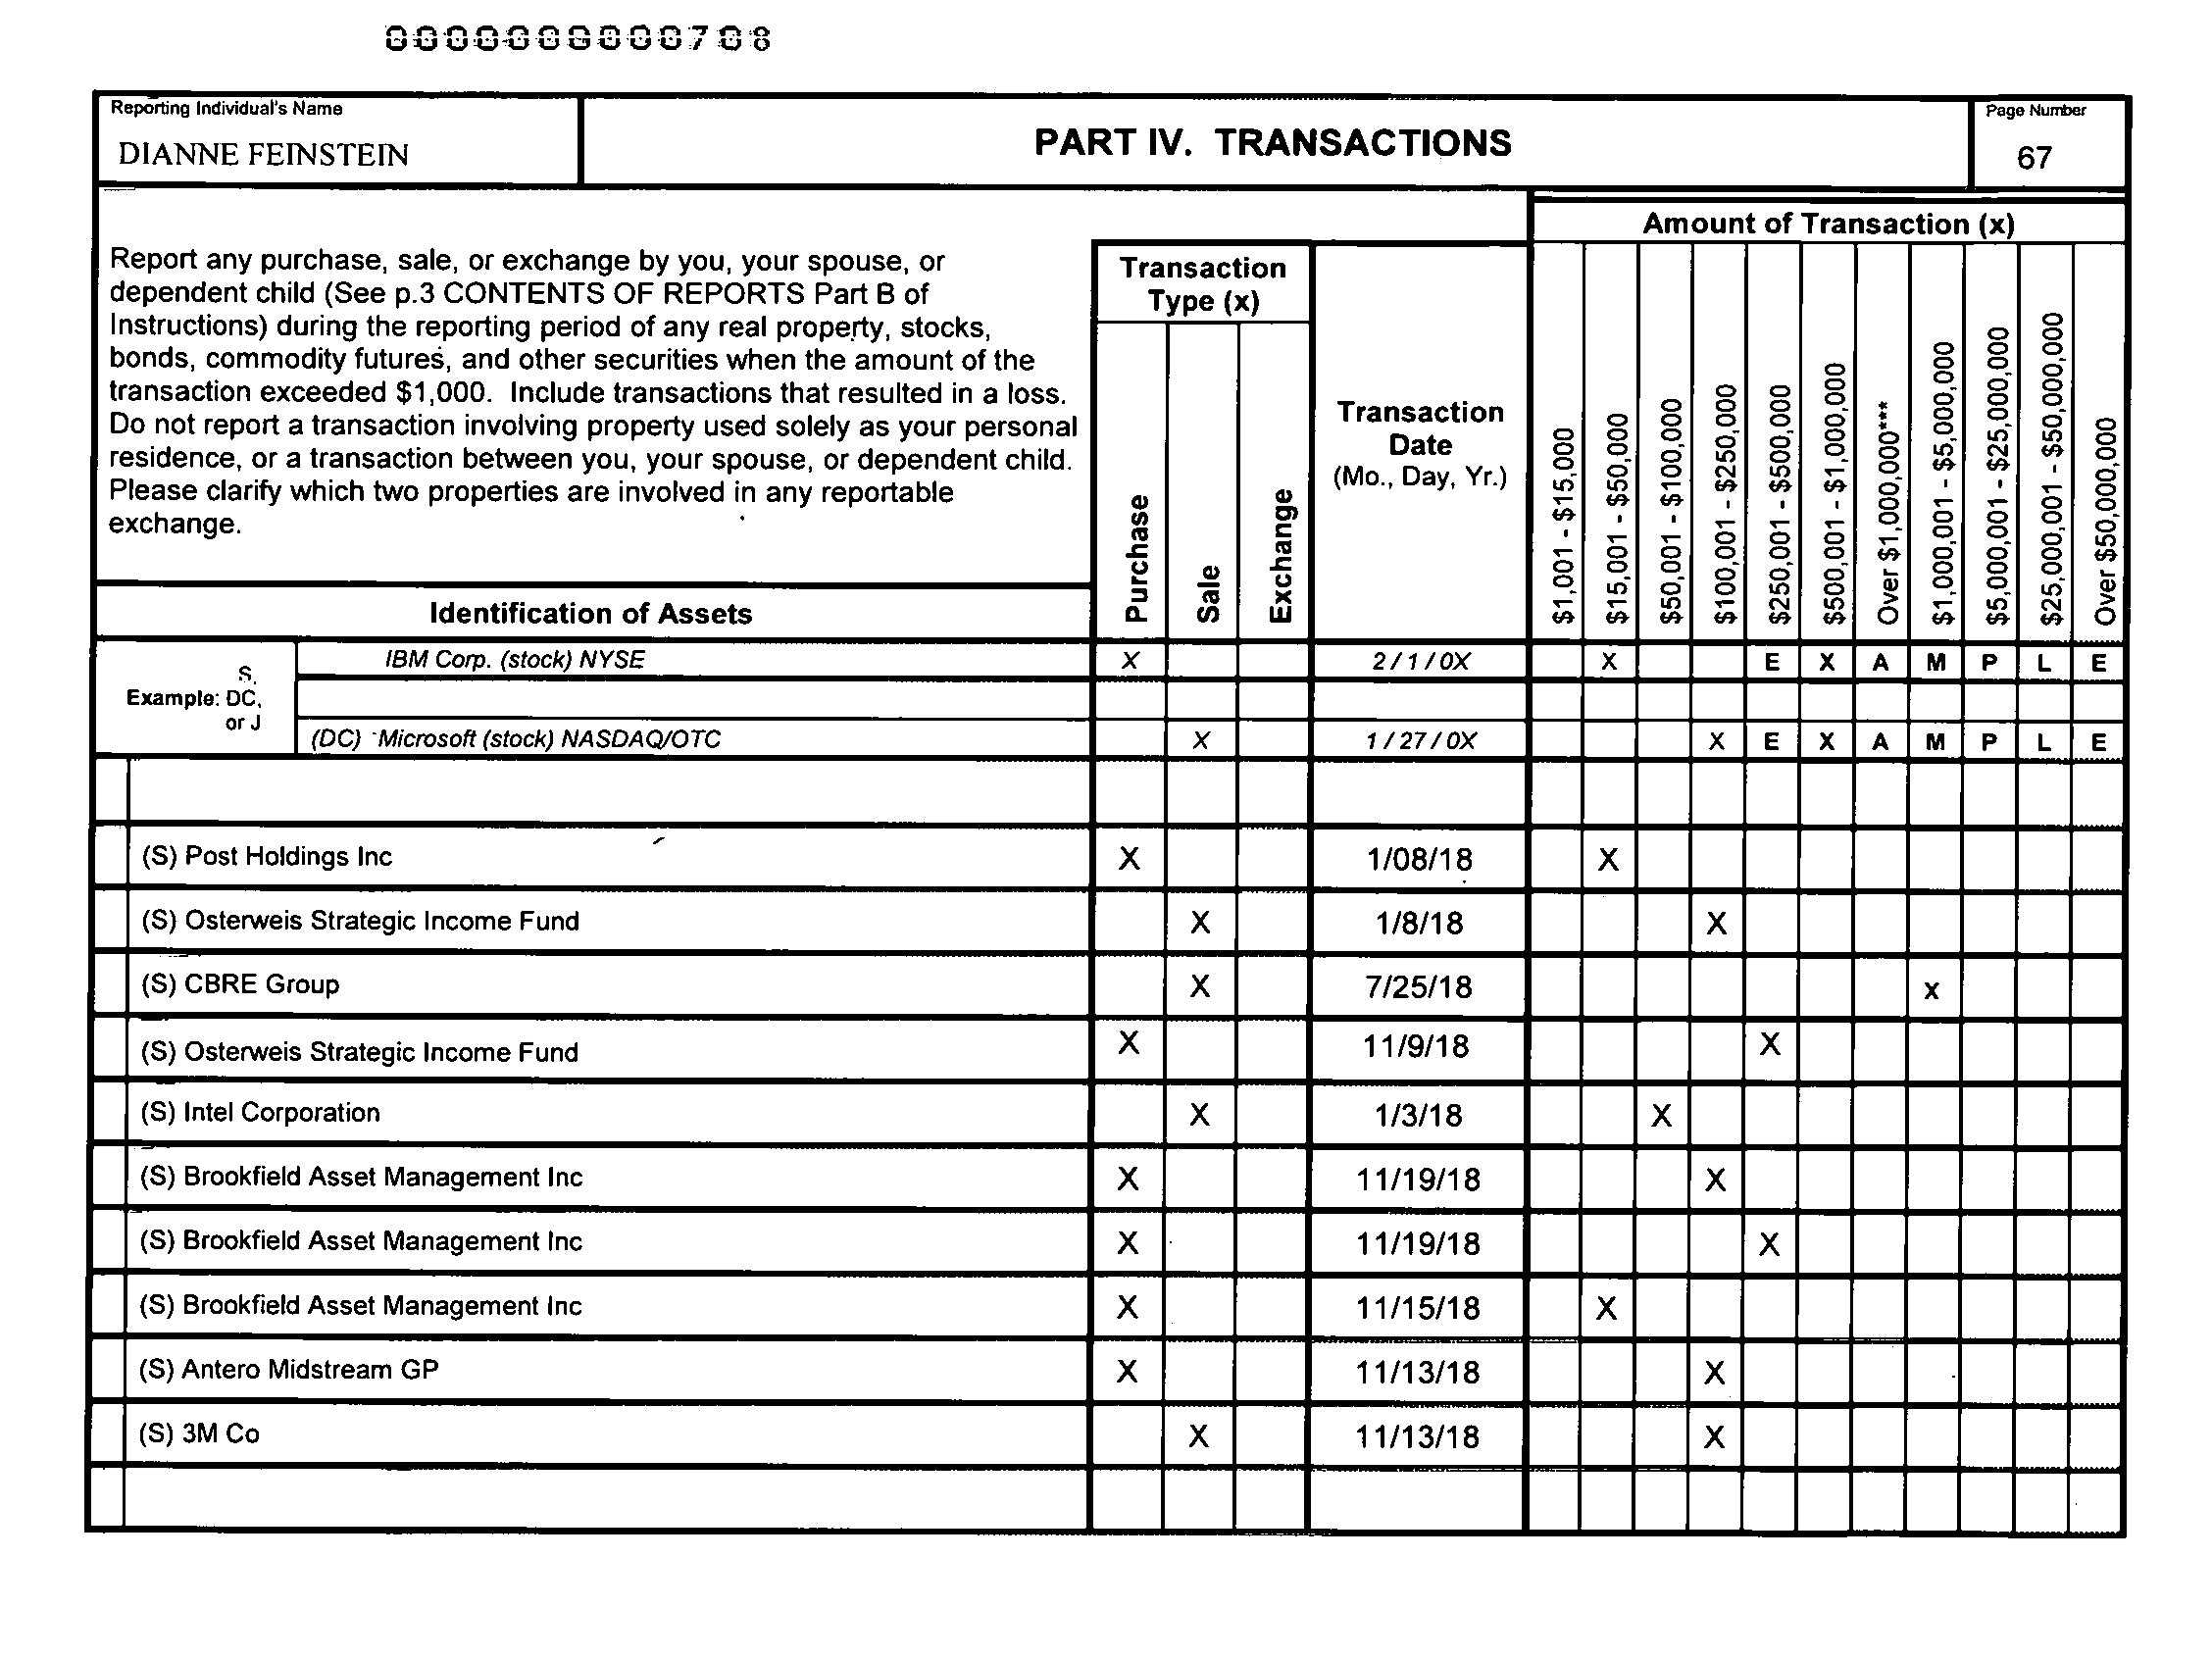 000000000708
Reporting Individual's Name
DIANNE FEINSTEIN
PART IV. TRANSACTIONS
Page Number
67
Report any purchase, sale, or exchange by you, your spouse, or
dependent child (See p.3 CONTENTS OF REPORTS Part B of
Instructions) during the reporting period of any real property, stocks,
bonds, commodity futures, and other securities when the amount of the
transaction exceeded $1,000. Include transactions that resulted in a loss.
Do not report a transaction involving property used solely as your personal
residence, or a transaction between you, your spouse, or dependent child.
Please clarify which two properties are involved in any reportable
exchange.
Identification of Assets
Transaction
Type (x)
Purchase
Sale
Exchange
Transaction
Date
(Mo., Day, Yr.)
Amount of Transaction (x)
$1,001 - $15,000
$15,001 - $50,000
$50,001 - $100,000
$100,001 - $250,000
$250,001 - $500,000
$500,001 - $1,000,000
Over $1,000,000***
$1,000,001 - $5,000,000
$5,000,001 - $25,000,000
$25,000,001 - $50,000,000
Over $50,000,000
S,
Example: DC,
or J
IBM Corp. (stock) NYSE X 2 / 1 / 0X X E X A M P L E
(DC) Microsoft (stock) NASDAQ/OTC X 1 / 27 / 0X X E X A M P L E
(S) Post Holdings Inc X 1/08/18 X
(S) Osterweis Strategic Income Fund X 1/8/18 X
(S) CBRE Group X 7/25/18 x
(S) Osterweis Strategic Income Fund X 11/9/18 X
(S) Intel Corporation X 1/3/18 X
(S) Brookfield Asset Management Inc X 11/19/18 X
(S) Brookfield Asset Management Inc X 11/19/18 X
(S) Brookfield Asset Management Inc X 11/15/18 X
(S) Antero Midstream GP X 11/13/18 X
(S) 3M Co X 11/13/18 X